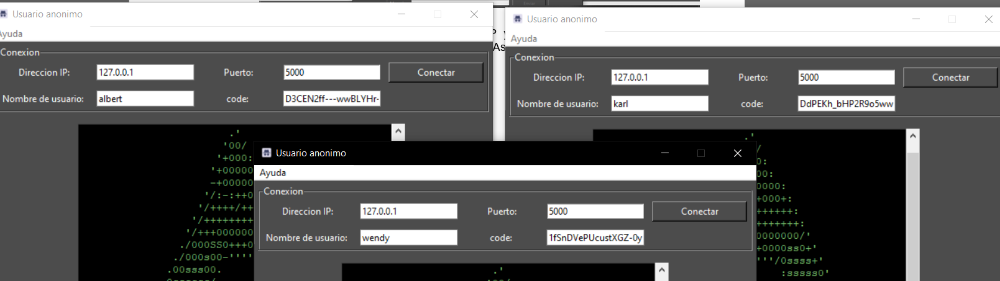 Usuario anonimo
Ayuda
Conexion
Direccion IP: 127.0.0.1 Puerto: 5000 Conectar
Nombre de usuario: albert code: D3CEN2ff---wwBLYHr-
.'
'00/
'+000:
'+00000
-+00000
'/:-:++0
'/++++/++
'/++++++++
'/+++000000
./000SS0+++0
./000s00-''''
.00sss00.
Usuario anonimo
Ayuda
Conexion
Direccion IP: 127.0.0.1 Puerto: 5000 Conectar
Nombre de usuario: karl code: DdPEKh_bHP2R9o5ww
.'
/
0:
0:
0000:
+000+:
++++++:
+++++++:
0000000/'
+0000ss0+'
'''/0ssss+'
:sssss0'
Usuario anonimo
Ayuda
Conexion
Direccion IP: 127.0.0.1 Puerto: 5000 Conectar
Nombre de usuario: wendy code: 1fSnDVePUcustXGZ-0y
.'